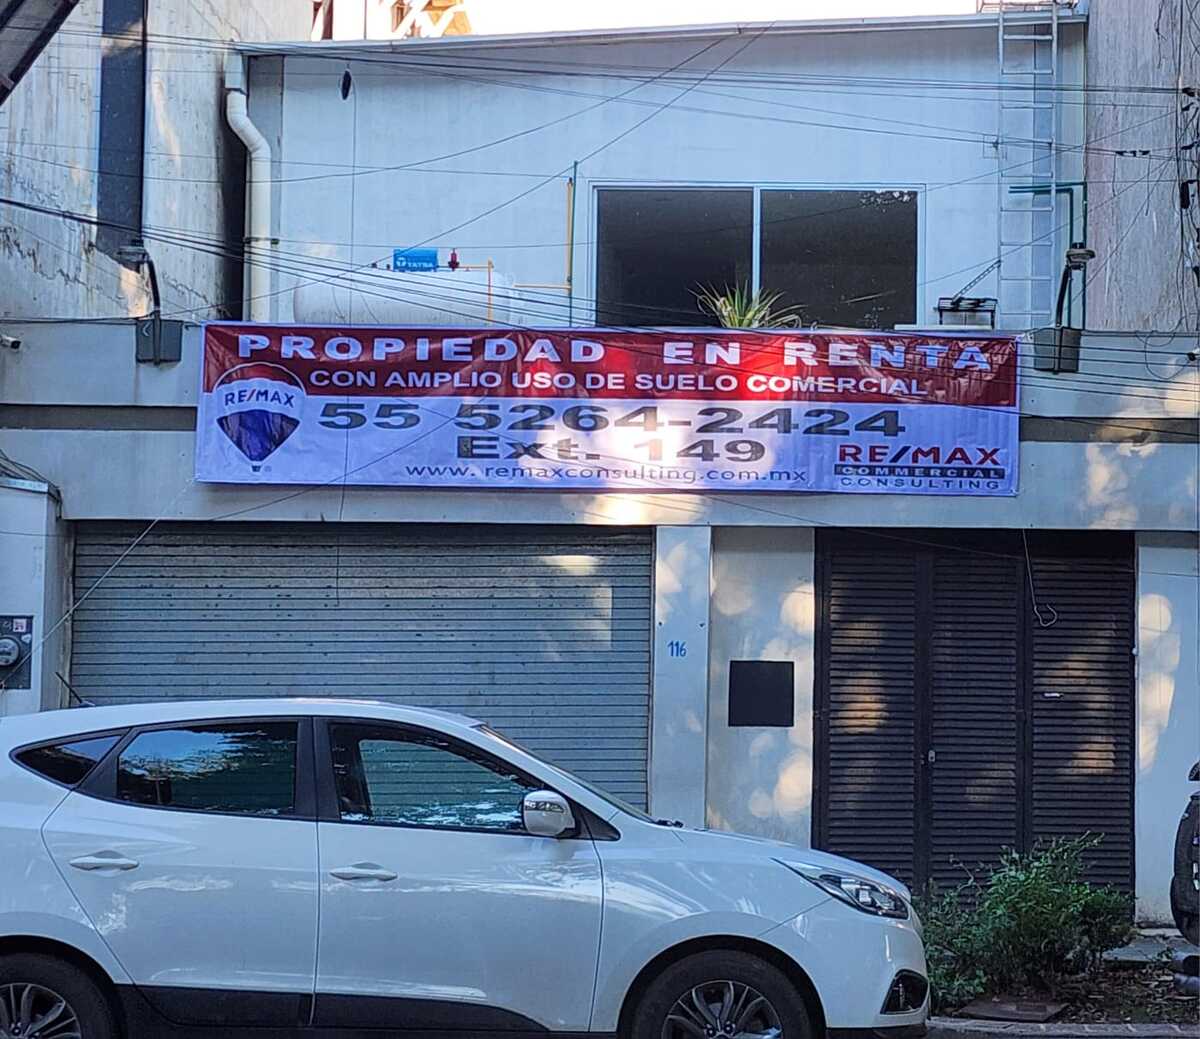 TATSA
PROPIEDAD EN RENTA
CON AMPLIO USO DE SUELO COMERCIAL
RE/MAX
55 5264-2424
Ext. 149
www.remaxconsulting.com.mx
RE/MAX
COMMERCIAL
CONSULTING
116